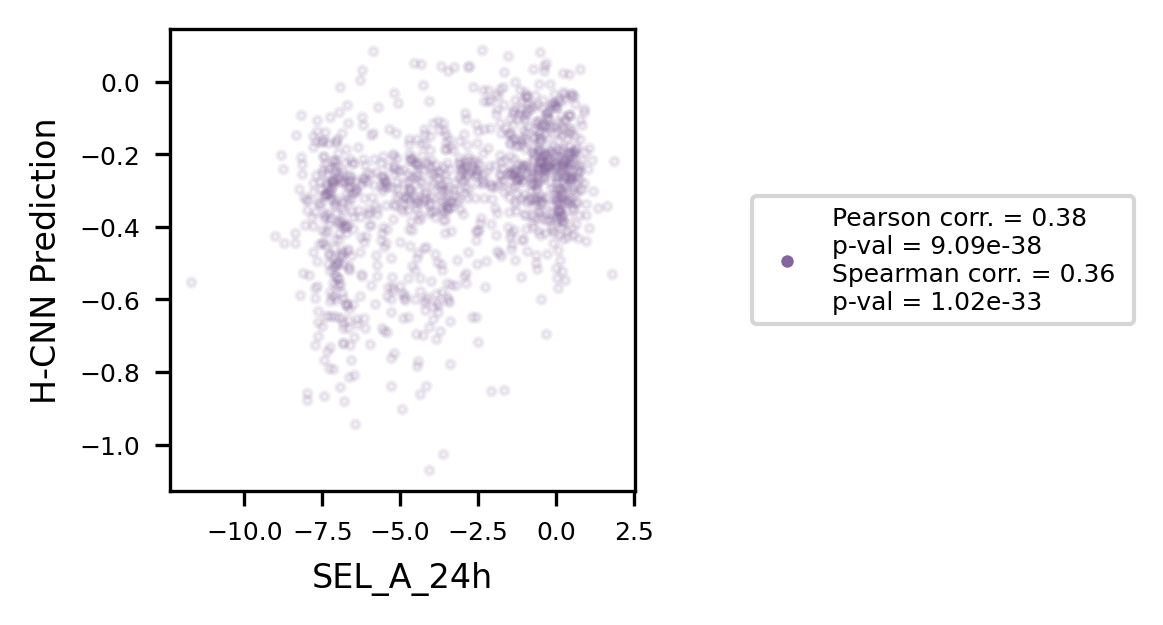 H-CNN Prediction
0.0
−0.2
−0.4
−0.6
−0.8
−1.0
−10.0 −7.5 −5.0 −2.5 0.0 2.5
SEL_A_24h
Pearson corr. = 0.38
p-val = 9.09e-38
Spearman corr. = 0.36
p-val = 1.02e-33